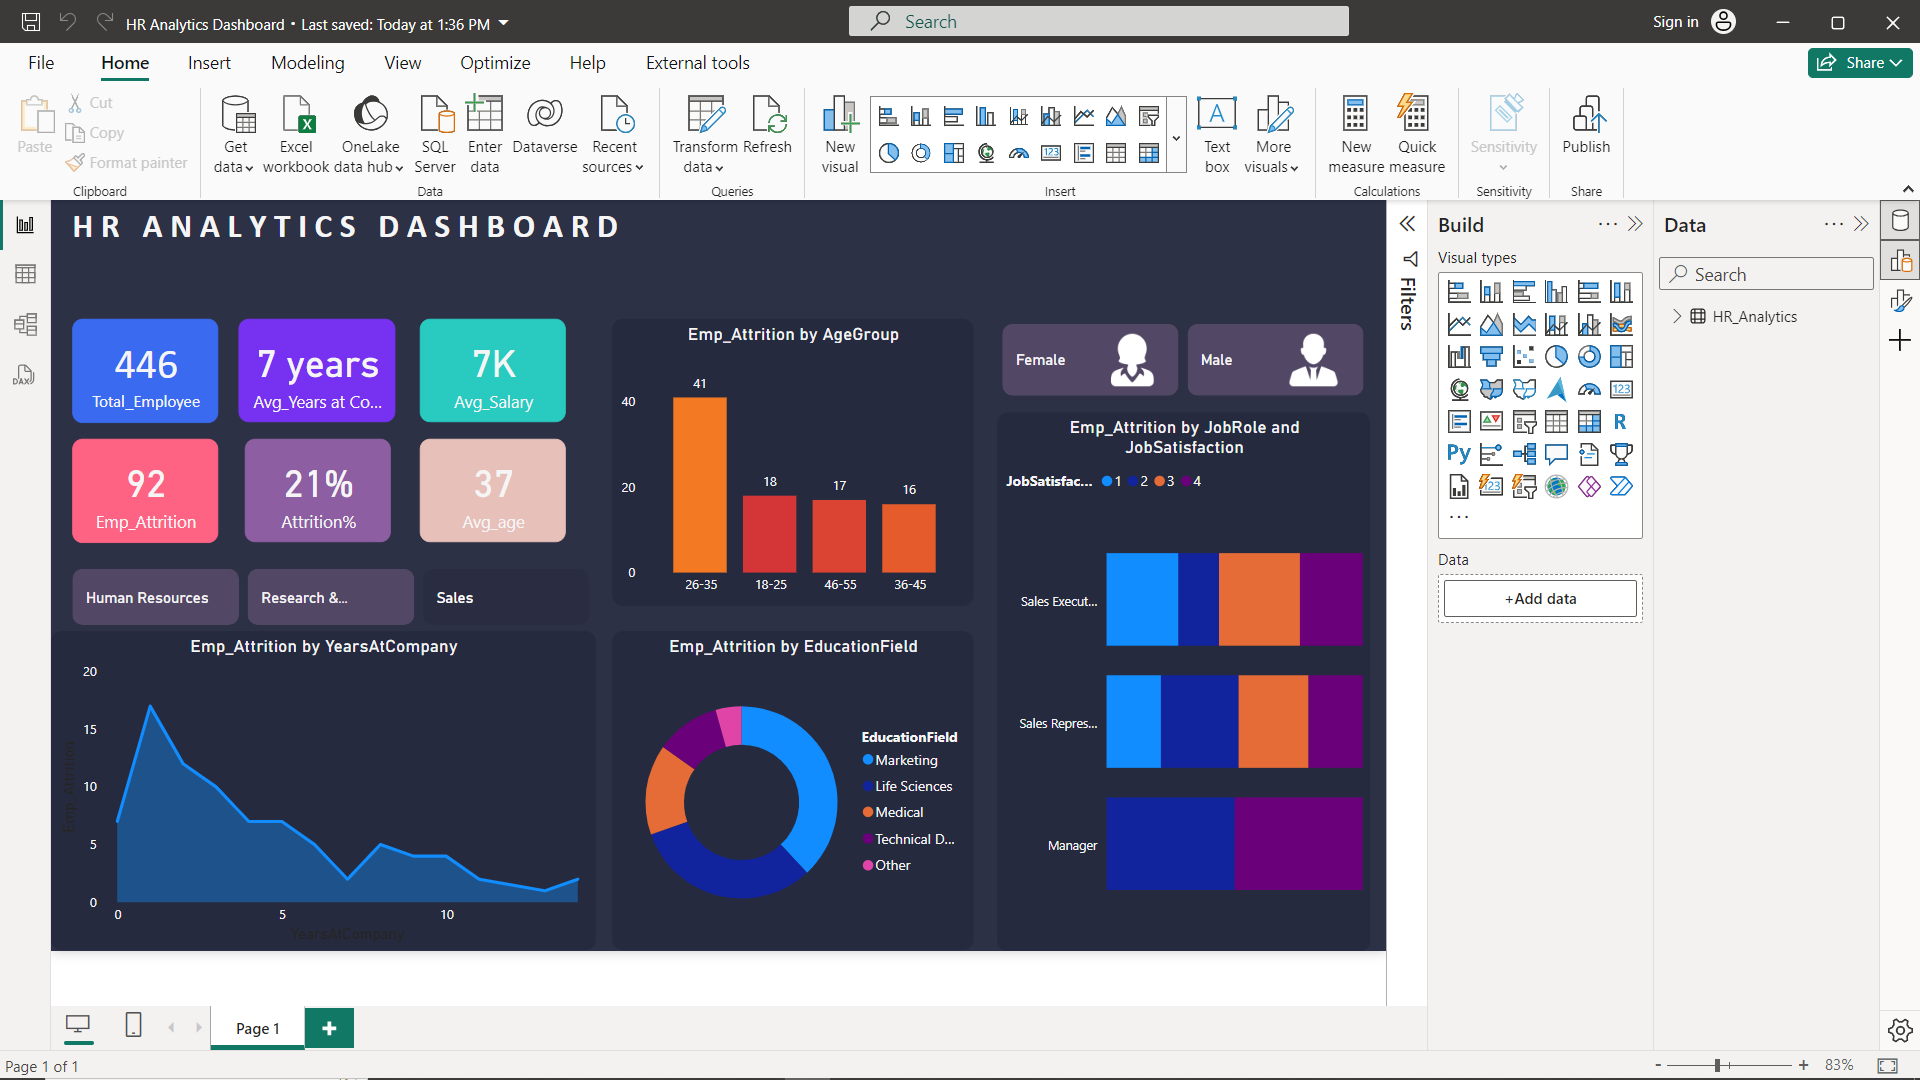 HR Analytics Dashboard • Last saved: Today at 1:36 PM
Search
Sign in
File
Home
Insert
Modeling
View
Optimize
Help
External tools
Share
Paste
Cut
Copy
Format painter
Clipboard
Get data
Excel workbook
OneLake data hub
SQL Server
Enter data
Dataverse
Recent sources
Data
Transform data
Refresh
Queries
New visual
123
Text box
More visuals
Insert
New measure
Quick measure
Calculations
Sensitivity
Sensitivity
Publish
Share
HR ANALYTICS DASHBOARD
446
Total_Employee
7 years
Avg_Years at Co...
7K
Avg_Salary
92
Emp_Attrition
21%
Attrition%
37
Avg_age
Human Resources
Research &...
Sales
Emp_Attrition by AgeGroup
40
20
0
41
18
17
16
26-35
18-25
46-55
36-45
Female
Male
Emp_Attrition by JobRole and
JobSatisfaction
JobSatisfac... 1 2 3 4
Sales Execut...
Sales Repres...
Manager
Emp_Attrition by YearsAtCompany
20
15
10
5
0
Emp_Attrition
0 5 10
YearsAtCompany
Emp_Attrition by EducationField
EducationField
Marketing
Life Sciences
Medical
Technical D...
Other
Filters
Build
Visual types
123
R
Py
123
...
Data
+Add data
Data
Search
HR_Analytics
DAX
Page 1
Page 1 of 1
- + 83%